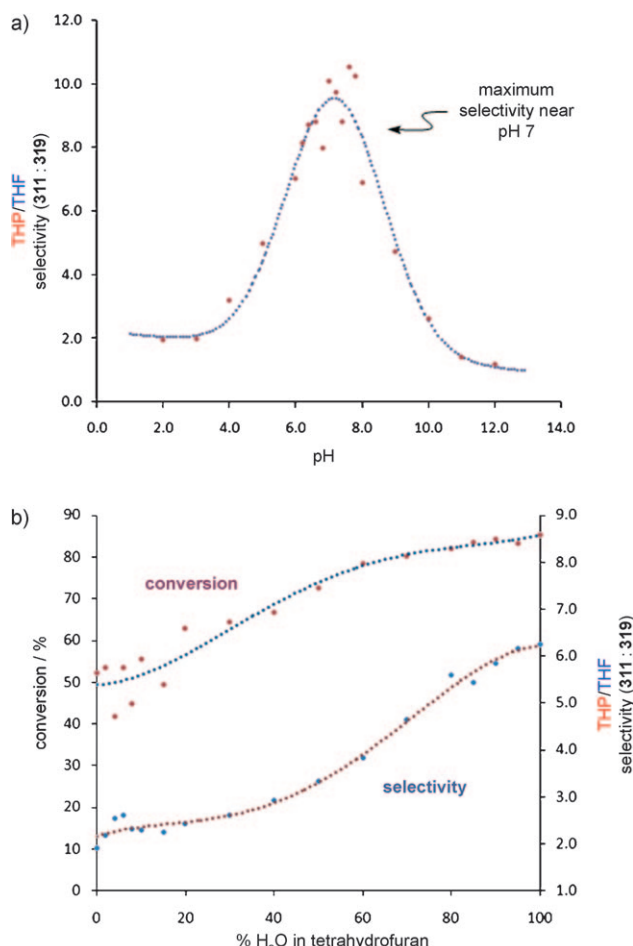 a)
12.0
10.0
8.0
6.0
4.0
2.0
0.0
THP/THF
selectivity (311 : 319)
maximum
selectivity near
pH 7
0.0 2.0 4.0 6.0 8.0 10.0 12.0 14.0
pH
b)
90
80
70
60
50
40
30
20
10
0
conversion / %
conversion
selectivity
9.0
8.0
7.0
6.0
5.0
4.0
3.0
2.0
1.0
THP/THF
selectivity (311 : 319)
0 20 40 60 80 100
% H₂O in tetrahydrofuran